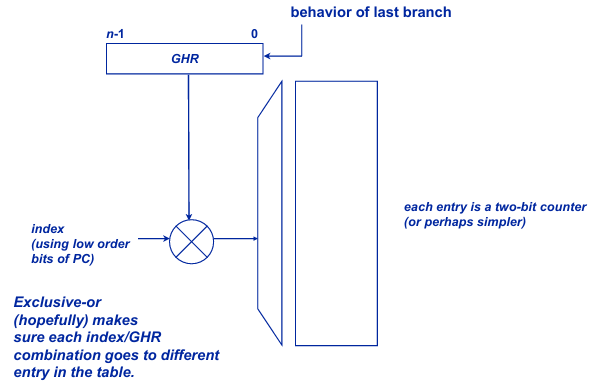 behavior of last branch
n-1
0
GHR
each entry is a two-bit counter
(or perhaps simpler)
index
(using low order
bits of PC)
Exclusive-or
(hopefully) makes
sure each index/GHR
combination goes to different
entry in the table.